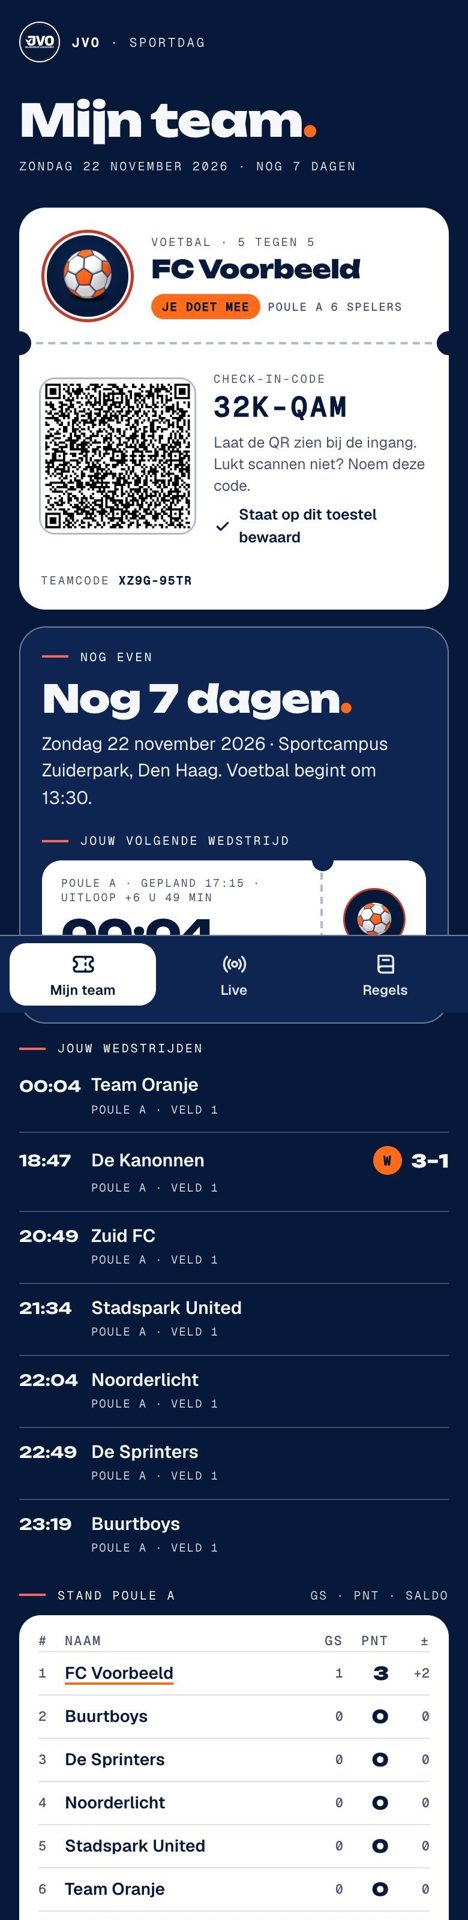 JVO
JVO · SPORTDAG
Mijn team.
ZONDAG 22 NOVEMBER 2026 · NOG 7 DAGEN
VOETBAL · 5 TEGEN 5
FC Voorbeeld
JE DOET MEE POULE A 6 SPELERS
CHECK-IN-CODE
32K-QAM
Laat de QR zien bij de ingang.
Lukt scannen niet? Noem deze
code.
Staat op dit toestel
bewaard
TEAMCODE XZ9G-95TR
NOG EVEN
Nog 7 dagen.
Zondag 22 november 2026 · Sportcampus
Zuiderpark, Den Haag. Voetbal begint om
13:30.
JOUW VOLGENDE WEDSTRIJD
POULE A · GEPLAND 17:15 ·
UITLOOP +6 U 49 MIN
00:04
Mijn team
Live
Regels
JOUW WEDSTRIJDEN
00:04 Team Oranje
POULE A · VELD 1
18:47 De Kanonnen W 3–1
POULE A · VELD 1
20:49 Zuid FC
POULE A · VELD 1
21:34 Stadspark United
POULE A · VELD 1
22:04 Noorderlicht
POULE A · VELD 1
22:49 De Sprinters
POULE A · VELD 1
23:19 Buurtboys
POULE A · VELD 1
STAND POULE A GS · PNT · SALDO
# NAAM GS PNT ±
1 FC Voorbeeld 1 3 +2
2 Buurtboys 0 0 0
3 De Sprinters 0 0 0
4 Noorderlicht 0 0 0
5 Stadspark United 0 0 0
6 Team Oranje 0 0 0